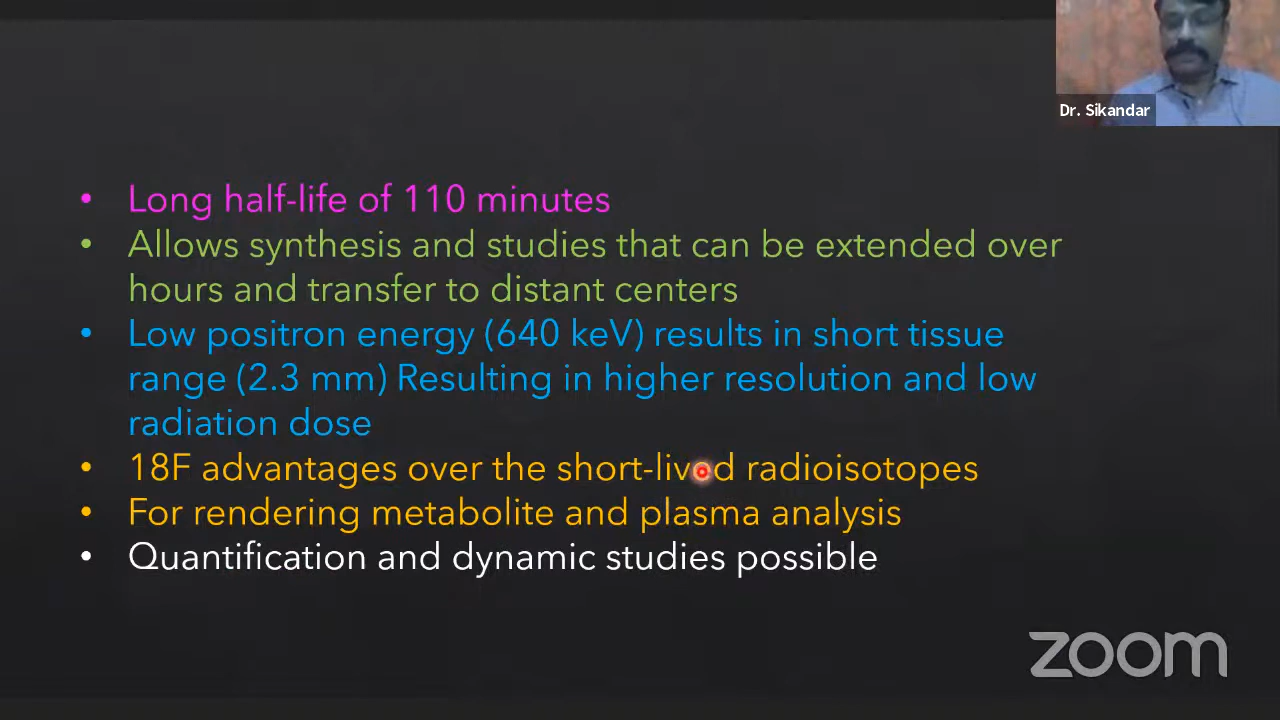 Dr. Sikandar
• Long half-life of 110 minutes
• Allows synthesis and studies that can be extended over
hours and transfer to distant centers
• Low positron energy (640 keV) results in short tissue
range (2.3 mm) Resulting in higher resolution and low
radiation dose
• 18F advantages over the short-lived radioisotopes
• For rendering metabolite and plasma analysis
• Quantification and dynamic studies possible
zoom